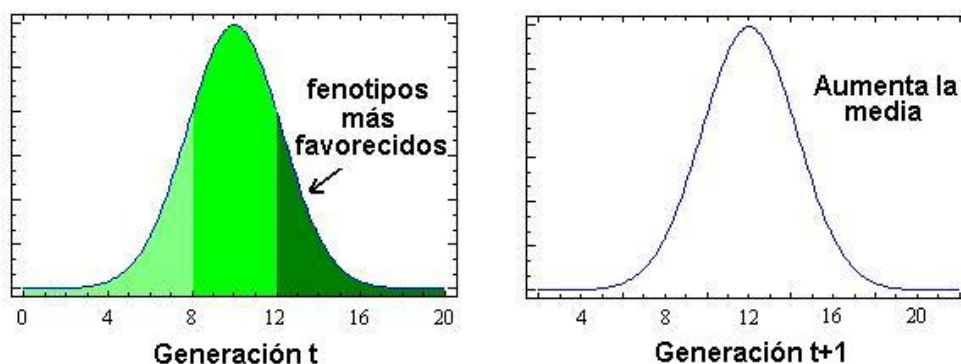 fenotipos
más
favorecidos
0 4 8 12 16 20
Generación t
Aumenta la
media
4 8 12 16 20
Generación t+1